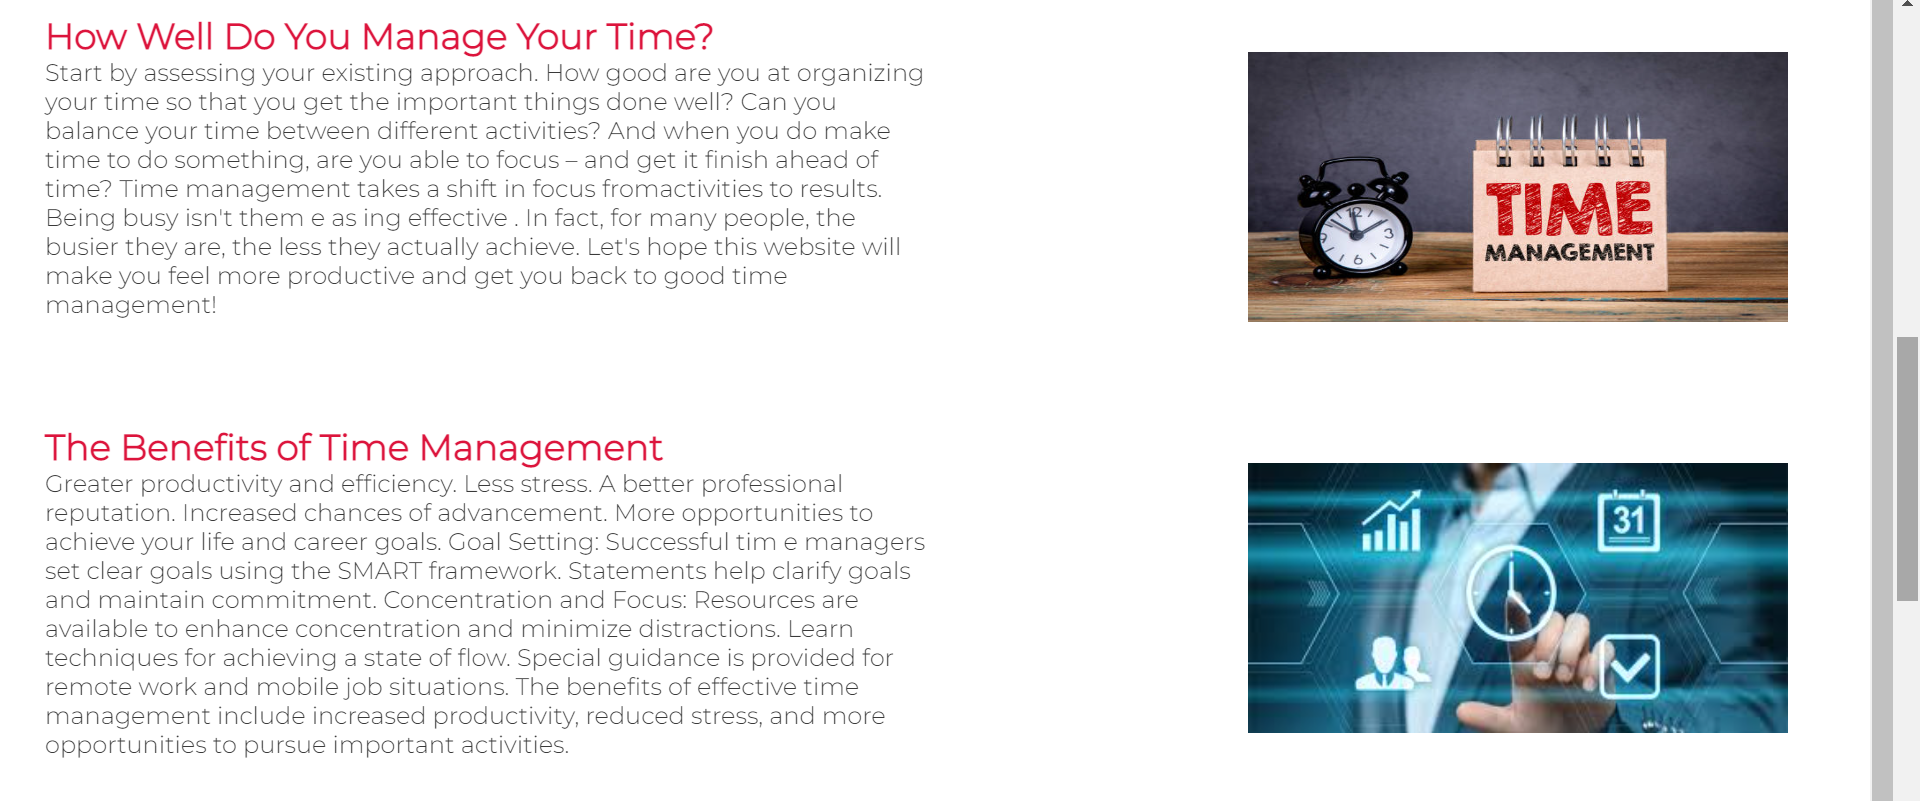 How Well Do You Manage Your Time?
Start by assessing your existing approach. How good are you at organizing
your time so that you get the important things done well? Can you
balance your time between different activities? And when you do make
time to do something, are you able to focus – and get it finish ahead of
time? Time management takes a shift in focus fromactivities to results.
Being busy isn't them e as ing effective . In fact, for many people, the
busier they are, the less they actually achieve. Let's hope this website will
make you feel more productive and get you back to good time
management!
12
3
6
9
TIME
MANAGEMENT
The Benefits of Time Management
Greater productivity and efficiency. Less stress. A better professional
reputation. Increased chances of advancement. More opportunities to
achieve your life and career goals. Goal Setting: Successful tim e managers
set clear goals using the SMART framework. Statements help clarify goals
and maintain commitment. Concentration and Focus: Resources are
available to enhance concentration and minimize distractions. Learn
techniques for achieving a state of flow. Special guidance is provided for
remote work and mobile job situations. The benefits of effective time
management include increased productivity, reduced stress, and more
opportunities to pursue important activities.
31